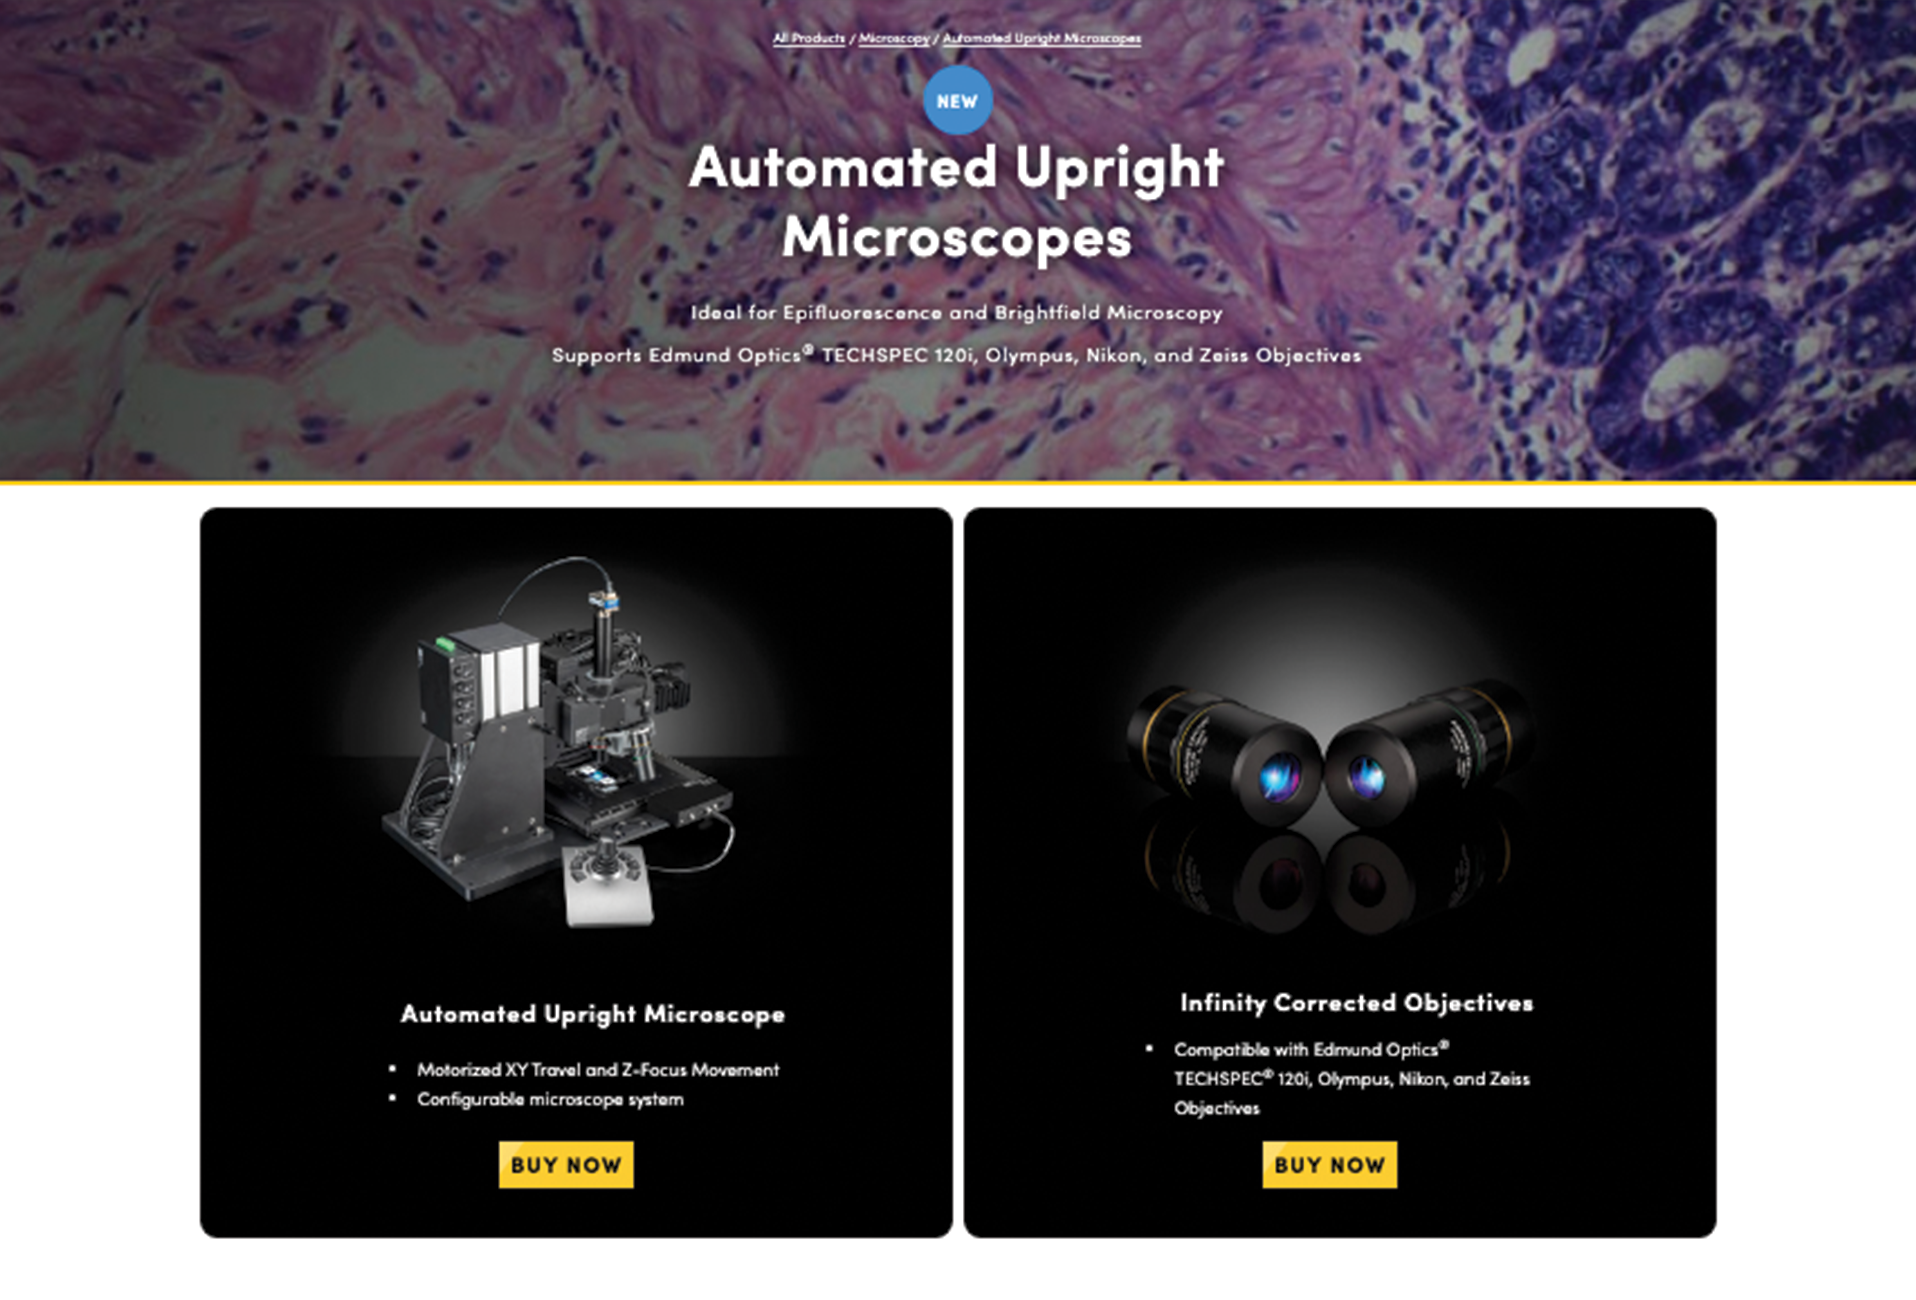 All Products / Microscopy / Automated Upright Microscopes
NEW
Automated Upright
Microscopes
Ideal for Epifluorescence and Brightfield Microscopy
Supports Edmund Optics® TECHSPEC 120i, Olympus, Nikon, and Zeiss Objectives
Automated Upright Microscope
▪ Motorized XY Travel and Z-Focus Movement
▪ Configurable microscope system
BUY NOW
Infinity Corrected Objectives
▪ Compatible with Edmund Optics®
TECHSPEC® 120i, Olympus, Nikon, and Zeiss
Objectives
BUY NOW